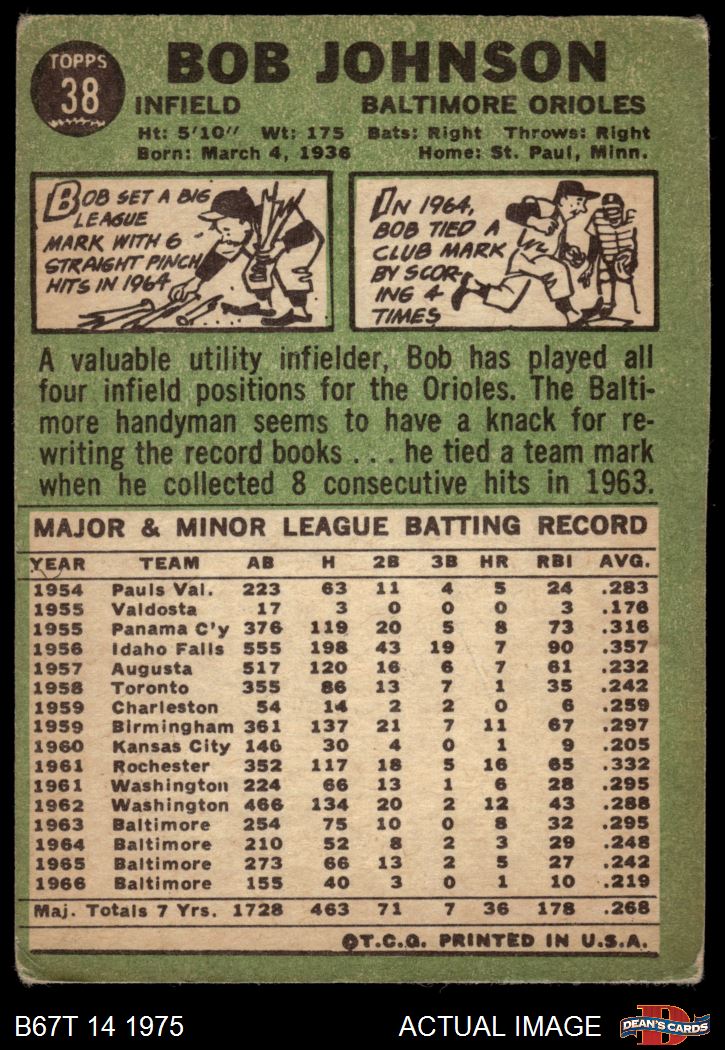 TOPPS
38
BOB JOHNSON
INFIELD BALTIMORE ORIOLES
Ht: 5'10" Wt: 175 Bats: Right Throws: Right
Born: March 4, 1936 Home: St. Paul, Minn.
BOB SET A BIG
LEAGUE
MARK WITH 6
STRAIGHT PINCH
HITS IN 1964
IN 1964,
BOB TIED A
CLUB MARK
BY SCOR-
ING 4
TIMES
A valuable utility infielder, Bob has played all
four infield positions for the Orioles. The Balti-
more handyman seems to have a knack for re-
writing the record books . . . he tied a team mark
when he collected 8 consecutive hits in 1963.
MAJOR & MINOR LEAGUE BATTING RECORD
YEAR TEAM AB H 2B 3B HR RBI AVG.
1954 Pauls Val. 223 63 11 4 5 24 .283
1955 Valdosta 17 3 0 0 0 3 .176
1955 Panama C'y 376 119 20 5 8 73 .316
1956 Idaho Falls 555 198 43 19 7 90 .357
1957 Augusta 517 120 16 6 7 61 .232
1958 Toronto 355 86 13 7 1 35 .242
1959 Charleston 54 14 2 2 0 6 .259
1959 Birmingham 361 137 21 7 11 67 .297
1960 Kansas City 146 30 4 0 1 9 .205
1961 Rochester 352 117 18 5 16 65 .332
1961 Washington 224 66 13 1 6 28 .295
1962 Washington 466 134 20 2 12 43 .288
1963 Baltimore 254 75 10 0 8 32 .295
1964 Baltimore 210 52 8 2 3 29 .248
1965 Baltimore 273 66 13 2 5 27 .242
1966 Baltimore 155 40 3 0 1 10 .219
Maj. Totals 7 Yrs. 1728 463 71 7 36 178 .268
©T.C.G. PRINTED IN U.S.A.
B67T 14 1975 ACTUAL IMAGE
D
DEAN'S CARDS